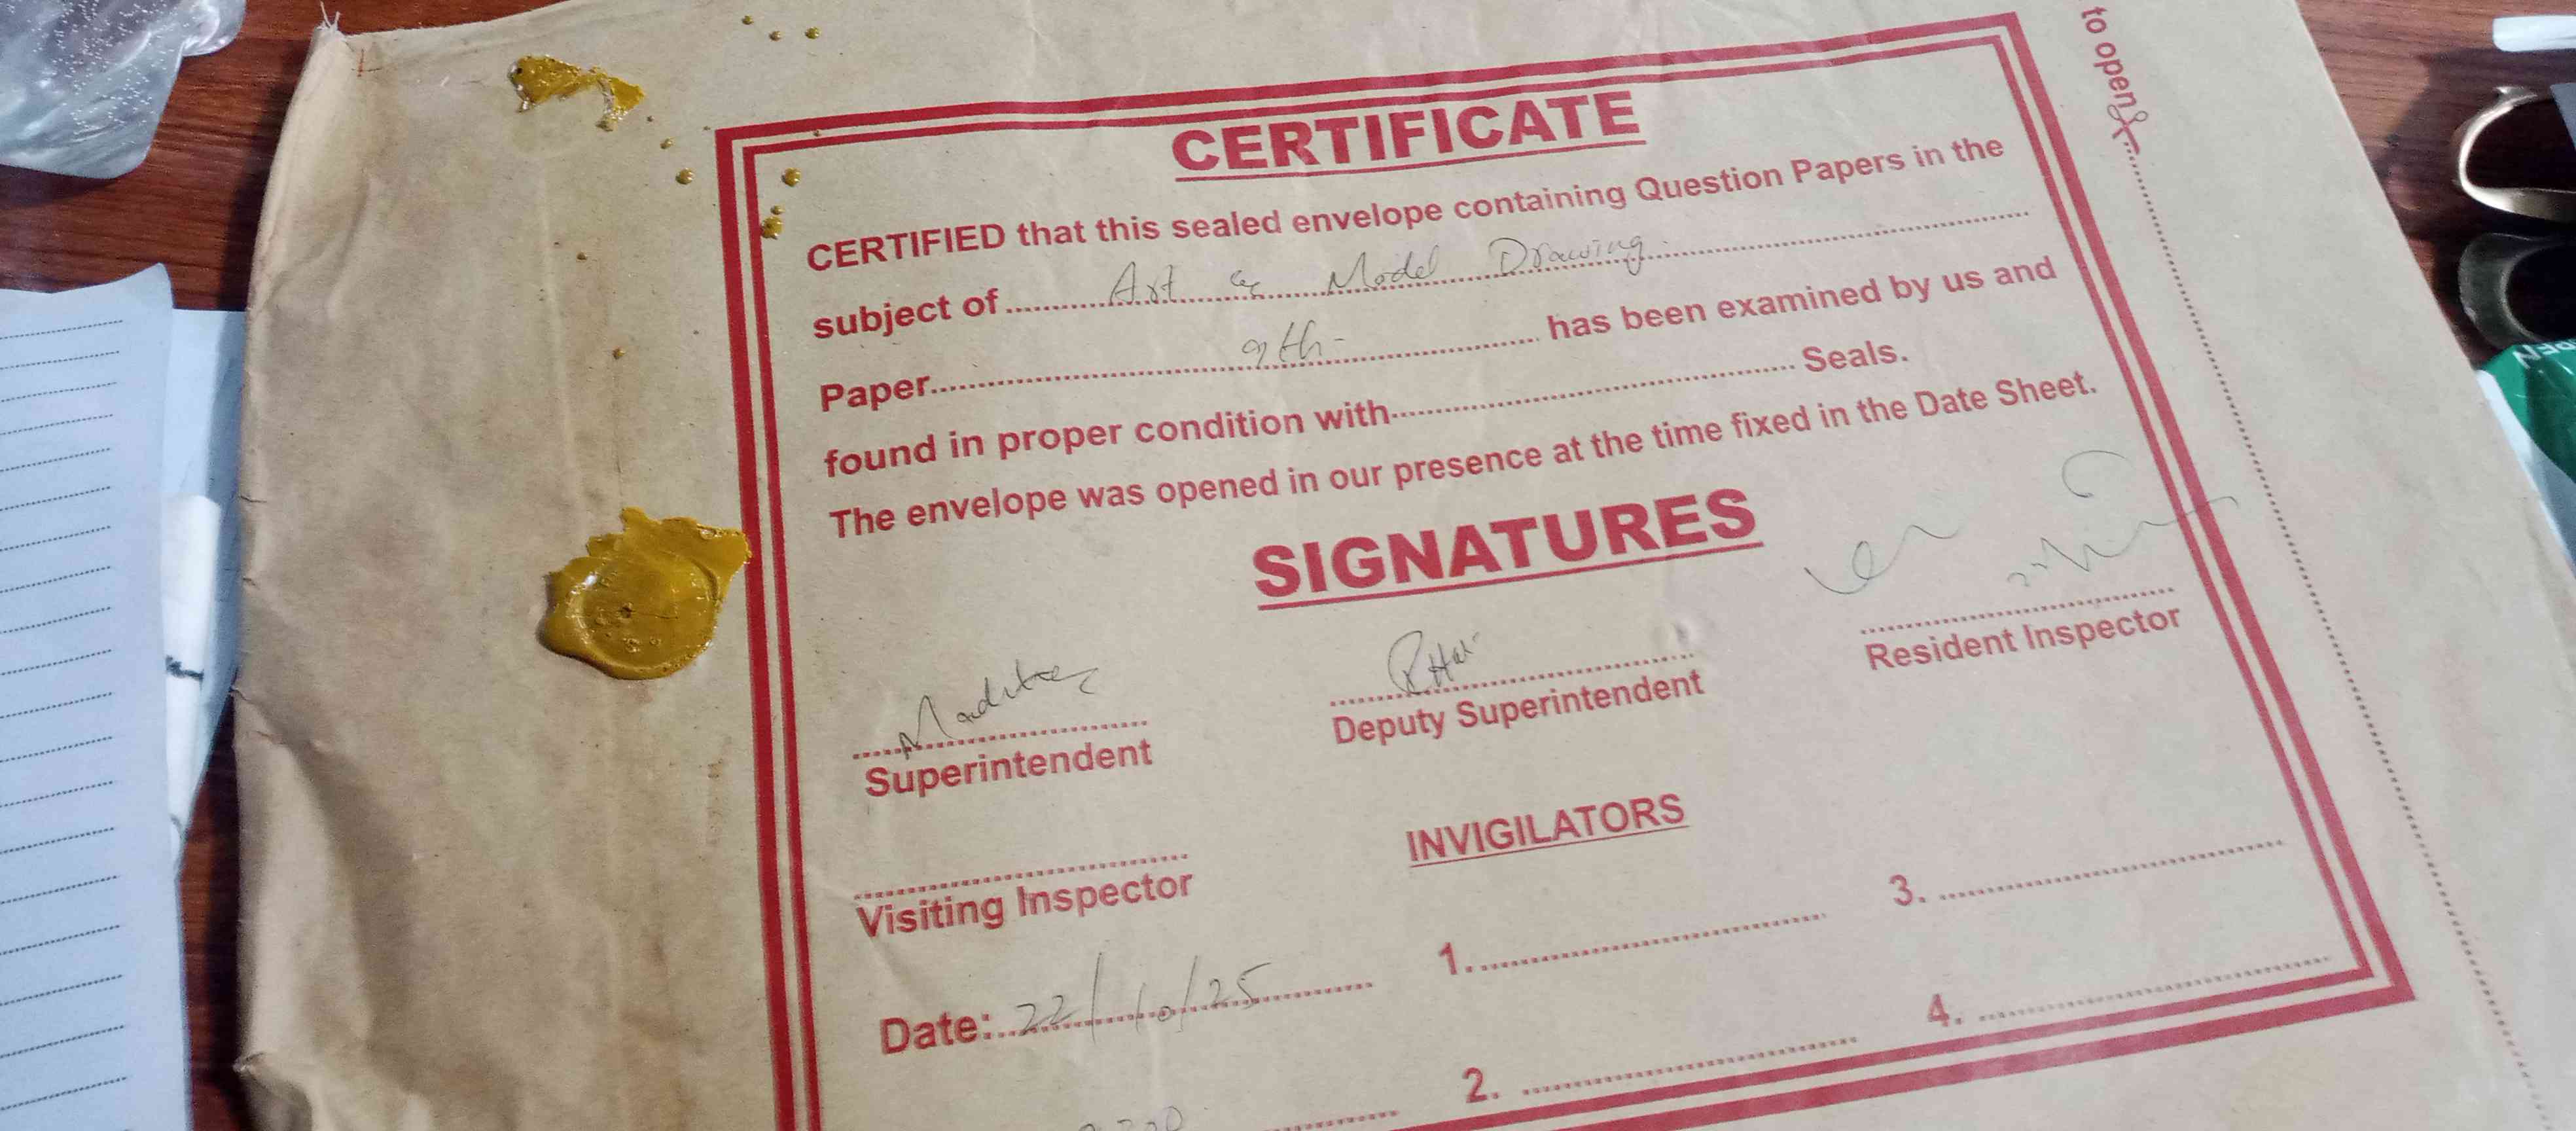 to open
CERTIFICATE
CERTIFIED that this sealed envelope containing Question Papers in the
subject of Art & Model Drawing
Paper 9th- has been examined by us and
found in proper condition with Seals.
The envelope was opened in our presence at the time fixed in the Date Sheet.
SIGNATURES
Superintendent
Deputy Superintendent
Resident Inspector
Visiting Inspector
INVIGILATORS
1.
3.
Date: 22/10/25
2.
4.